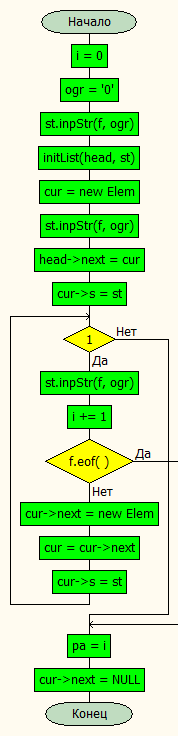 Начало
i = 0
ogr = '0'
st.inpStr(f, ogr)
initList(head, st)
cur = new Elem
st.inpStr(f, ogr)
head->next = cur
cur->s = st
1
Нет
Да
st.inpStr(f, ogr)
i += 1
f.eof( )
Да
Нет
cur->next = new Elem
cur = cur->next
cur->s = st
pa = i
cur->next = NULL
Конец